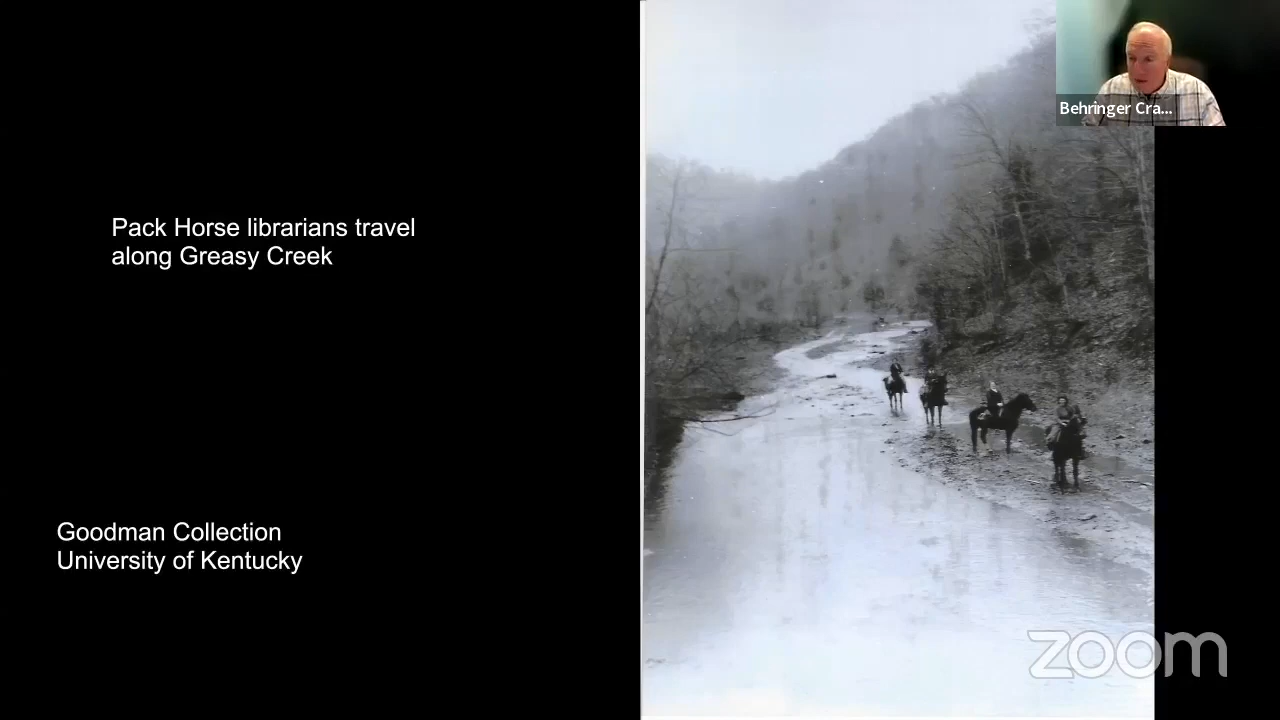 Behringer Cra...
Pack Horse librarians travel
along Greasy Creek
Goodman Collection
University of Kentucky
zoom